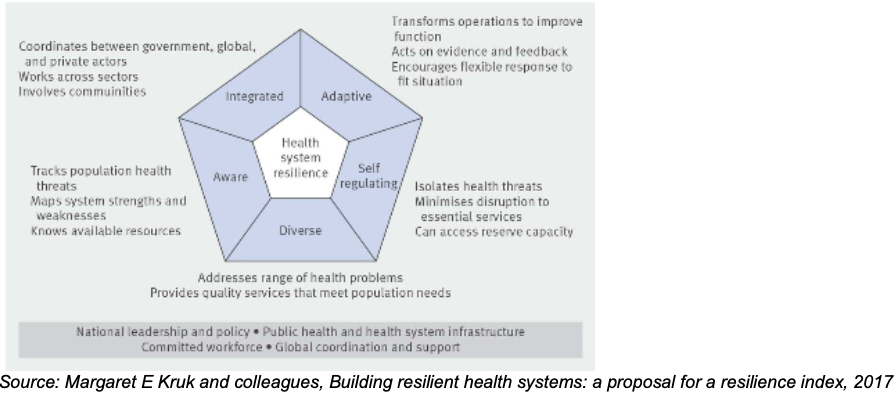 Transforms operations to improve
function
Acts on evidence and feedback
Encourages flexible response to
fit situation
Coordinates between government, global,
and private actors
Works across sectors
Involves commuinities
Integrated
Adaptive
Health
system
resilience
Aware
Self
regulating
Diverse
Tracks population health
threats
Maps system strengths and
weaknesses
Knows available resources
Isolates health threats
Minimises disruption to
essential services
Can access reserve capacity
Addresses range of health problems
Provides quality services that meet population needs
National leadership and policy • Public health and health system infrastructure
Committed workforce • Global coordination and support
Source: Margaret E Kruk and colleagues, Building resilient health systems: a proposal for a resilience index, 2017